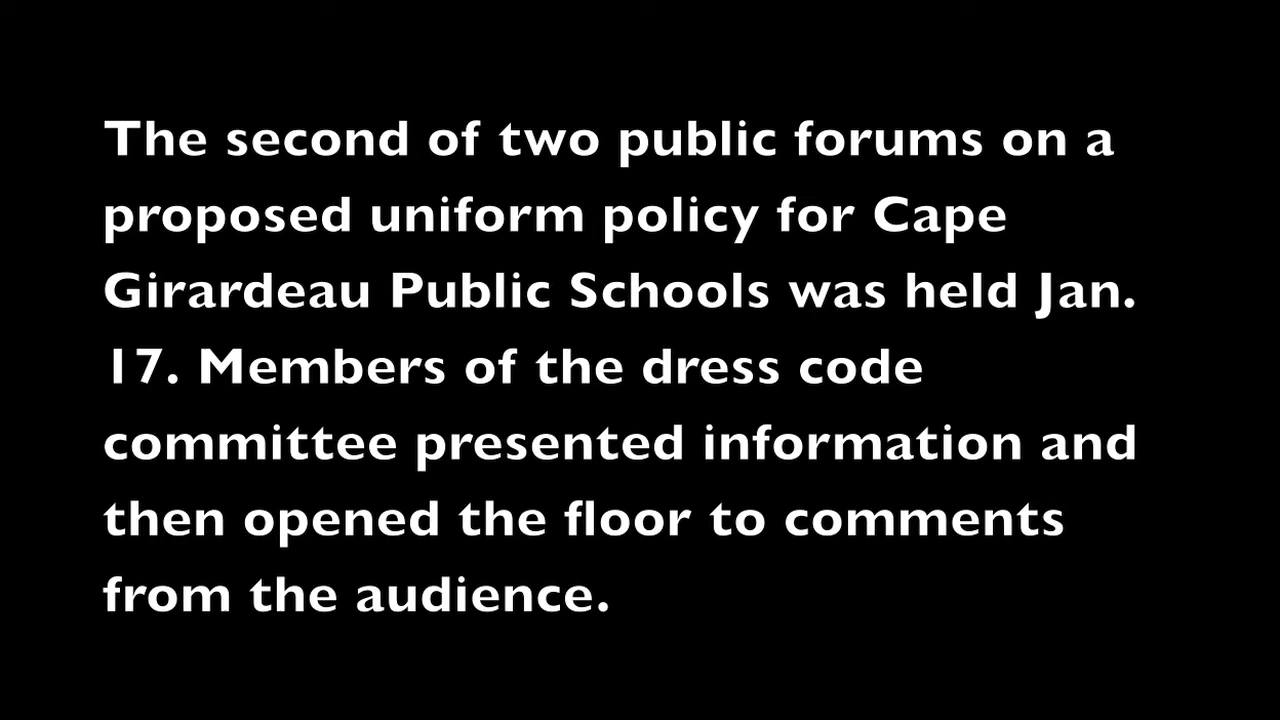 The second of two public forums on a
proposed uniform policy for Cape
Girardeau Public Schools was held Jan.
17. Members of the dress code
committee presented information and
then opened the floor to comments
from the audience.